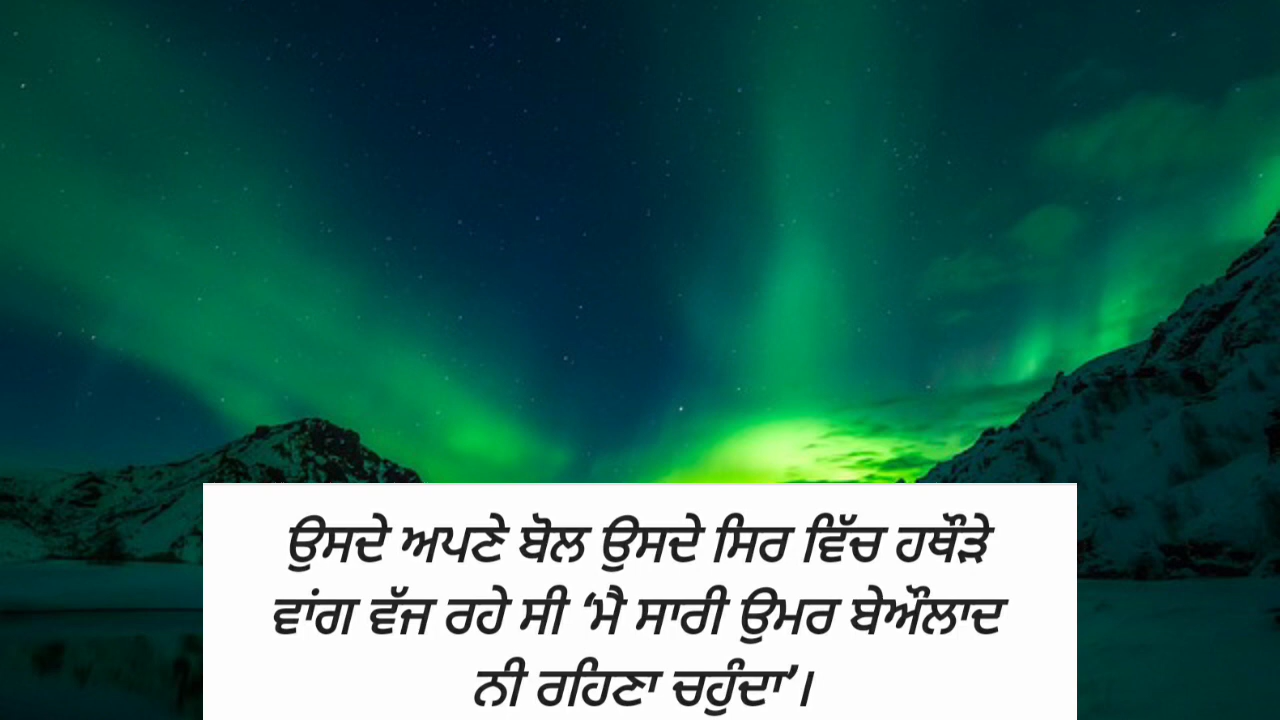 ਉਸਦੇ ਅਪਣੇ ਬੋਲ ਉਸਦੇ ਸਿਰ ਵਿੱਚ ਹਥੌੜੇ
ਵਾਂਗ ਵੱਜ ਰਹੇ ਸੀ ‘ਮੈ ਸਾਰੀ ਉਮਰ ਬੇਔਲਾਦ
ਨੀ ਰਹਿਣਾ ਚਹੁੰਦਾ’।